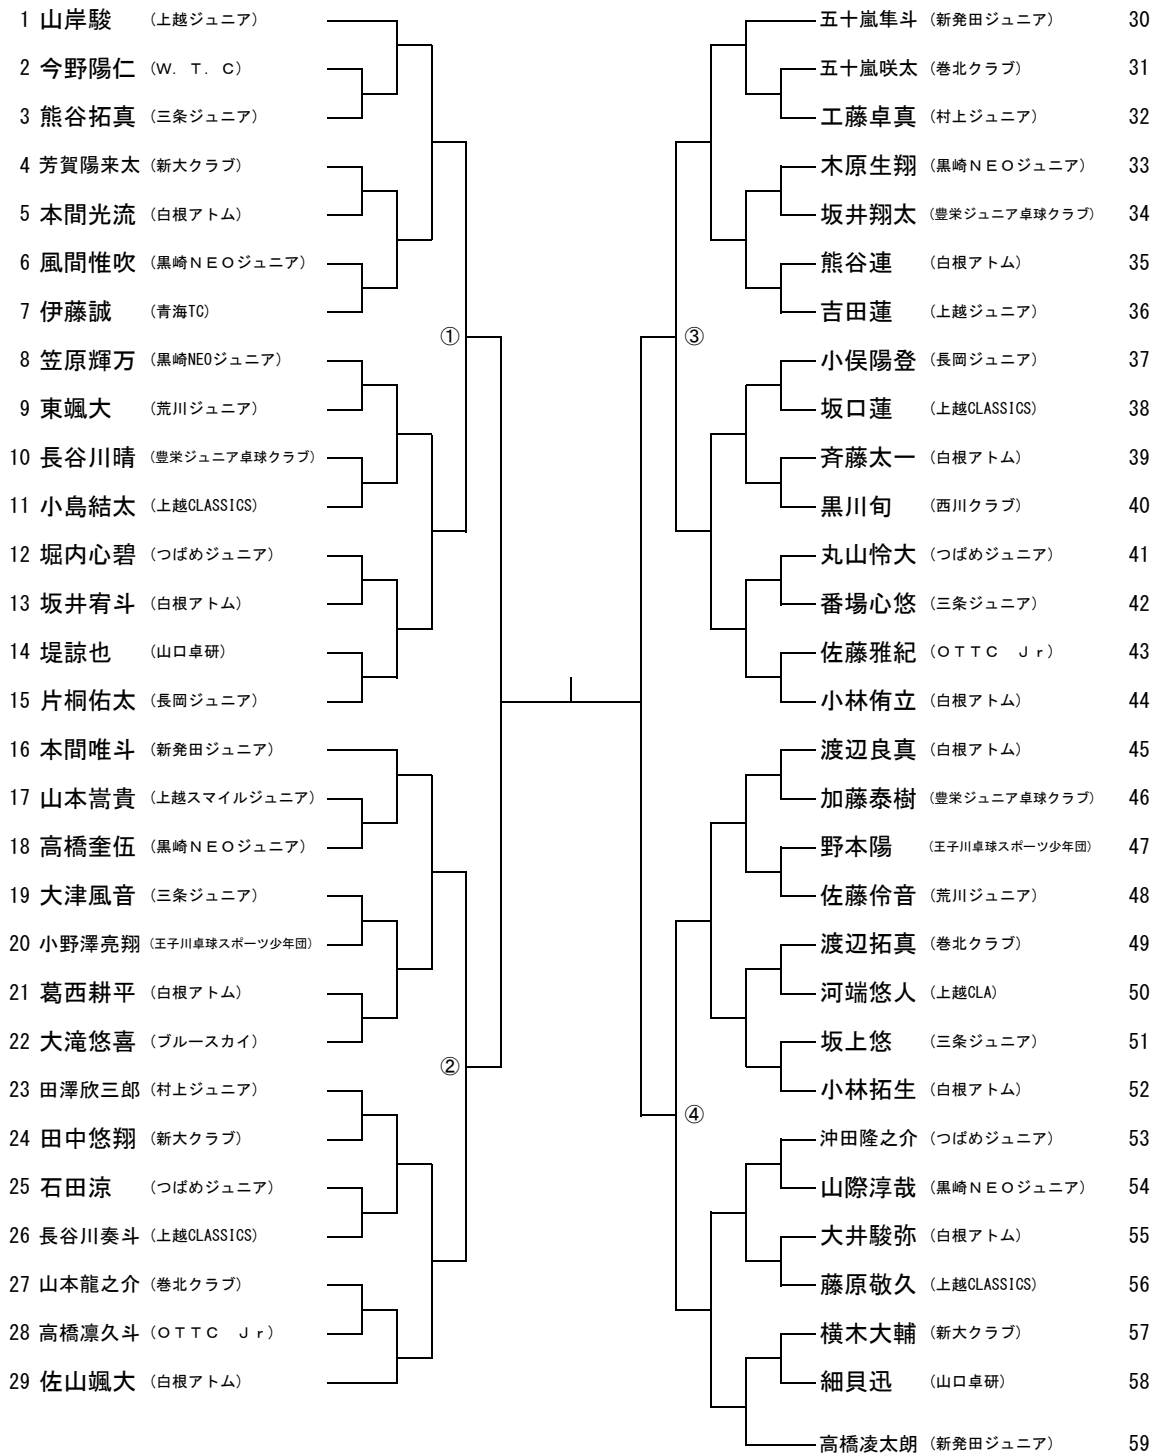 1 山岸駿 （上越ジュニア）
2 今野陽仁 （Ｗ．Ｔ．Ｃ）
3 熊谷拓真 （三条ジュニア）
4 芳賀陽来太 （新大クラブ）
5 本間光流 （白根アトム）
6 風間惟吹 （黒崎ＮＥＯジュニア）
7 伊藤誠 （青海TC）
①
8 笠原輝万 （黒崎NEOジュニア）
9 東颯大 （荒川ジュニア）
10 長谷川晴 （豊栄ジュニア卓球クラブ）
11 小島結太 （上越CLASSICS）
12 堀内心碧 （つばめジュニア）
13 坂井宥斗 （白根アトム）
14 堤諒也 （山口卓研）
15 片桐佑太 （長岡ジュニア）
16 本間唯斗 （新発田ジュニア）
17 山本嵩貴 （上越スマイルジュニア）
18 高橋奎伍 （黒崎ＮＥＯジュニア）
19 大津風音 （三条ジュニア）
20 小野澤亮翔 （王子川卓球スポーツ少年団）
21 葛西耕平 （白根アトム）
22 大滝悠喜 （ブルースカイ）
②
23 田澤欣三郎 （村上ジュニア）
24 田中悠翔 （新大クラブ）
25 石田涼 （つばめジュニア）
26 長谷川奏斗 （上越CLASSICS）
27 山本龍之介 （巻北クラブ）
28 高橋凛久斗 （ＯＴＴＣ　Ｊｒ）
29 佐山颯大 （白根アトム）
五十嵐隼斗 （新発田ジュニア） 30
五十嵐咲太 （巻北クラブ） 31
工藤卓真 （村上ジュニア） 32
木原生翔 （黒崎ＮＥＯジュニア） 33
坂井翔太 （豊栄ジュニア卓球クラブ） 34
熊谷連 （白根アトム） 35
吉田蓮 （上越ジュニア） 36
③
小俣陽登 （長岡ジュニア） 37
坂口蓮 （上越CLASSICS） 38
斉藤太一 （白根アトム） 39
黒川旬 （西川クラブ） 40
丸山怜大 （つばめジュニア） 41
番場心悠 （三条ジュニア） 42
佐藤雅紀 （ＯＴＴＣ　Ｊｒ） 43
小林侑立 （白根アトム） 44
渡辺良真 （白根アトム） 45
加藤泰樹 （豊栄ジュニア卓球クラブ） 46
野本陽 （王子川卓球スポーツ少年団） 47
佐藤伶音 （荒川ジュニア） 48
渡辺拓真 （巻北クラブ） 49
河端悠人 （上越CLA） 50
坂上悠 （三条ジュニア） 51
小林拓生 （白根アトム） 52
④
沖田隆之介 （つばめジュニア） 53
山際淳哉 （黒崎ＮＥＯジュニア） 54
大井駿弥 （白根アトム） 55
藤原敬久 （上越CLASSICS） 56
横木大輔 （新大クラブ） 57
細貝迅 （山口卓研） 58
高橋凌太朗 （新発田ジュニア） 59